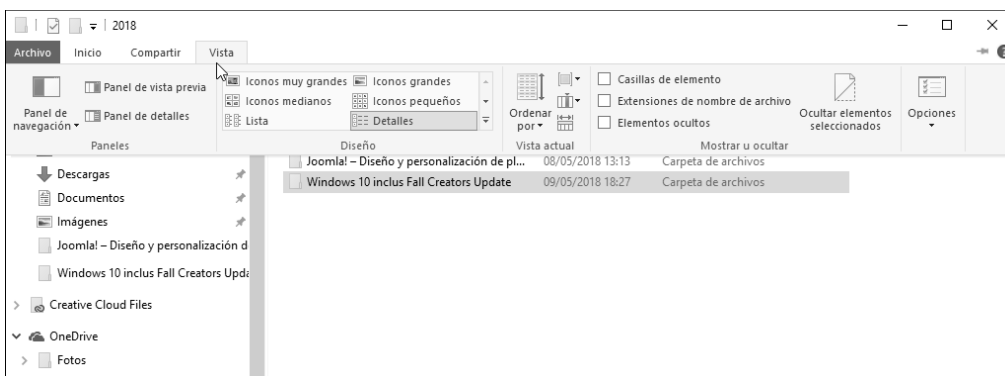 2018
Archivo Inicio Compartir Vista
Panel de navegación
Panel de vista previa
Panel de detalles
Paneles
Iconos muy grandes Iconos grandes
Iconos medianos Iconos pequeños
Lista Detalles
Diseño
Ordenar por
Vista actual
Casillas de elemento
Extensiones de nombre de archivo
Elementos ocultos
Ocultar elementos seleccionados
Mostrar u ocultar
Opciones
Joomla! – Diseño y personalización de pl... 08/05/2018 13:13 Carpeta de archivos
Windows 10 inclus Fall Creators Update 09/05/2018 18:27 Carpeta de archivos
Descargas
Documentos
Imágenes
Joomla! – Diseño y personalización d
Windows 10 inclus Fall Creators Upda
Creative Cloud Files
OneDrive
Fotos